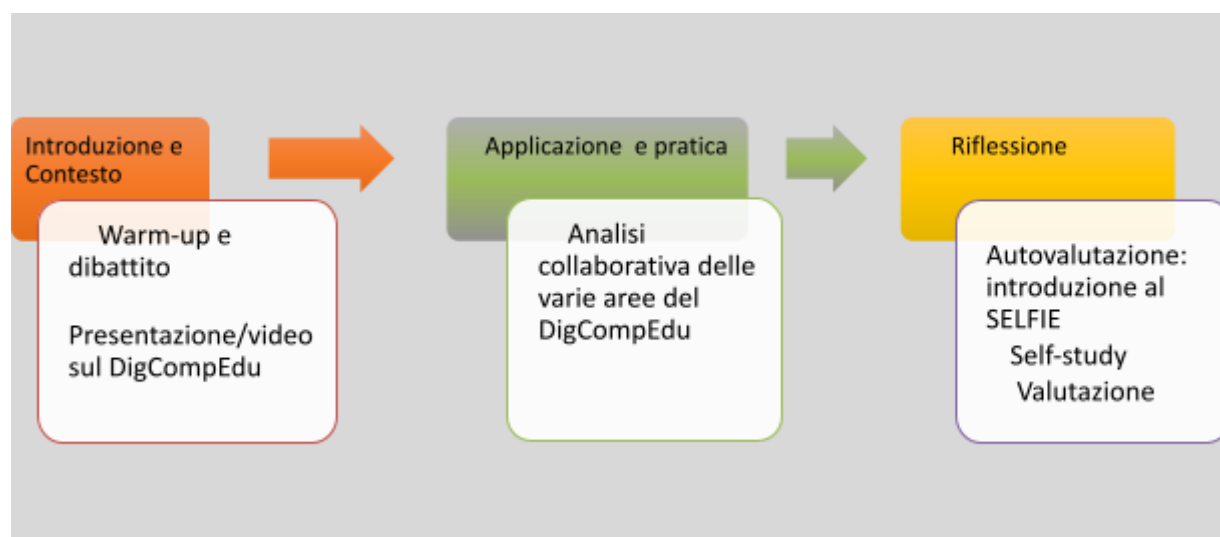 Introduzione e
Contesto
Warm-up e
dibattito
Presentazione/video
sul DigCompEdu
Applicazione e pratica
Analisi
collaborativa delle
varie aree del
DigCompEdu
Riflessione
Autovalutazione:
introduzione al
SELFIE
Self-study
Valutazione